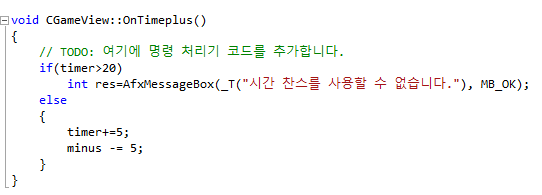 void CGameView::OnTimeplus()
{
// TODO: 여기에 명령 처리기 코드를 추가합니다.
if(timer>20)
int res=AfxMessageBox(_T("시간 찬스를 사용할 수 없습니다."), MB_OK);
else
{
timer+=5;
minus -= 5;
}
}